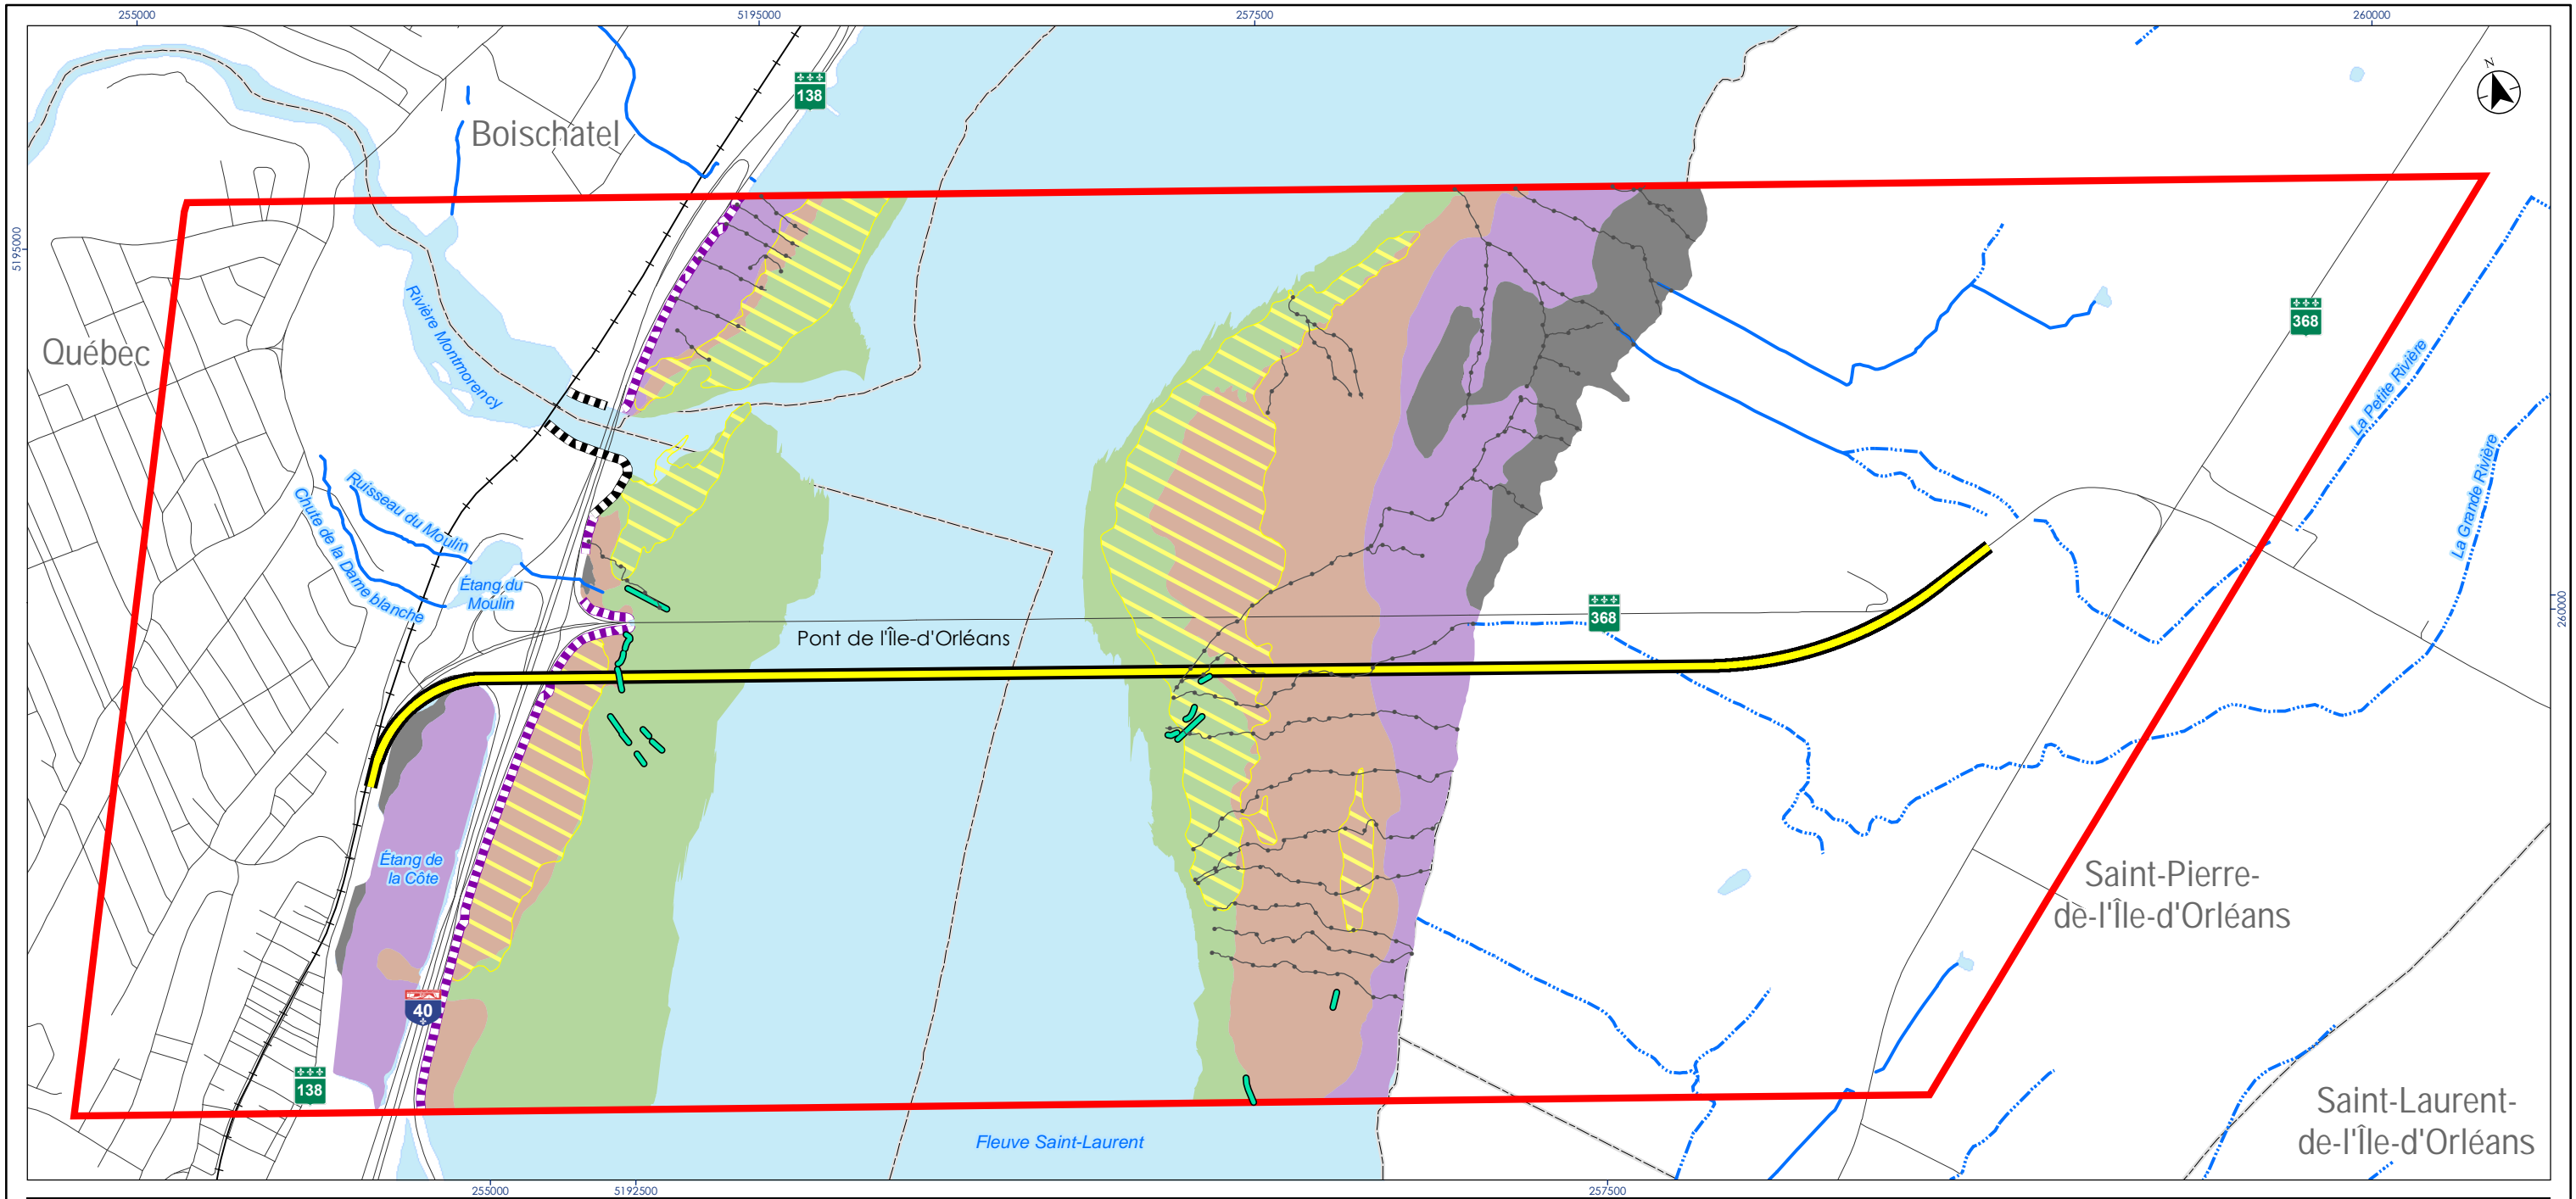 255000
5195000
257500
260000
N
138
Boischatel
5195000
Rivière Montmorency
368
Québec
La Petite Rivière
La Grande Rivière
Ruisseau du Moulin
Chute de la Dame blanche
Étang du
Moulin
368
260000
Pont de l'Île-d'Orléans
Étang de
la Côte
Saint-Pierre-
de-l'Île-d'Orléans
40
138
Saint-Laurent-
de-l'Île-d'Orléans
Fleuve Saint-Laurent
255000
5192500
257500